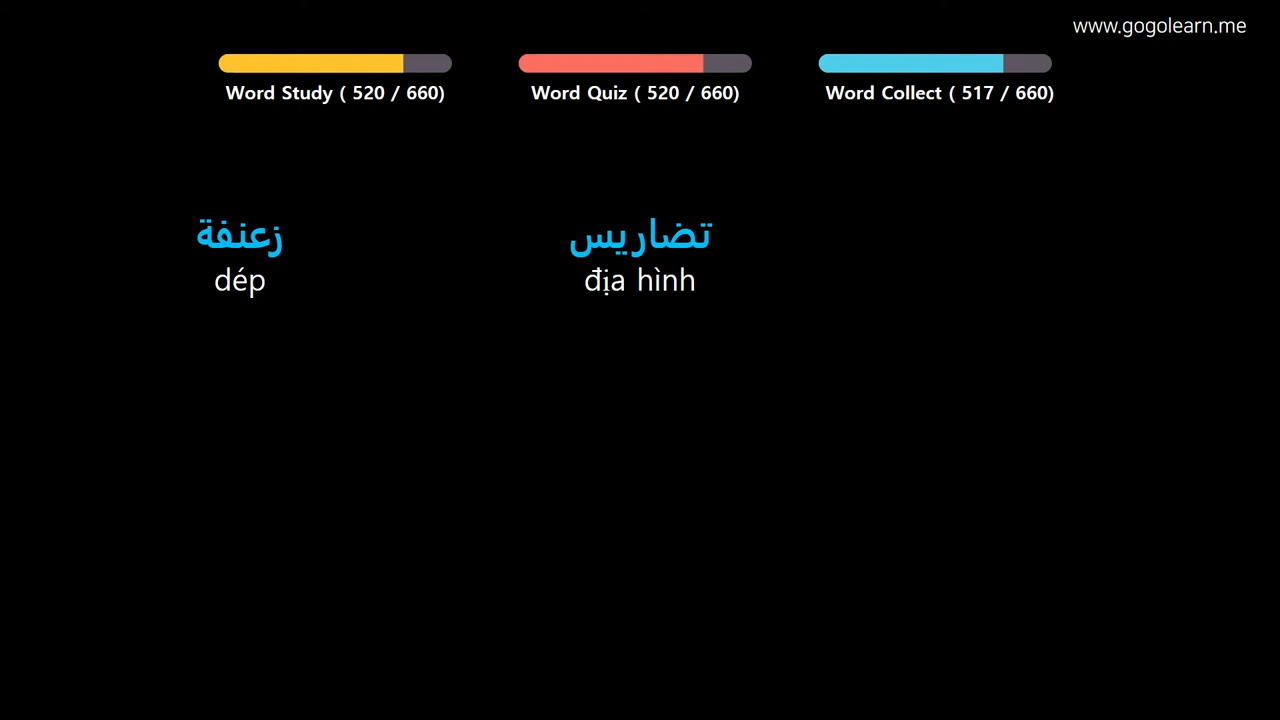 www.gogolearn.me
Word Study ( 520 / 660)
Word Quiz ( 520 / 660)
Word Collect ( 517 / 660)
زعنفة
dép
تضاريس
địa hình